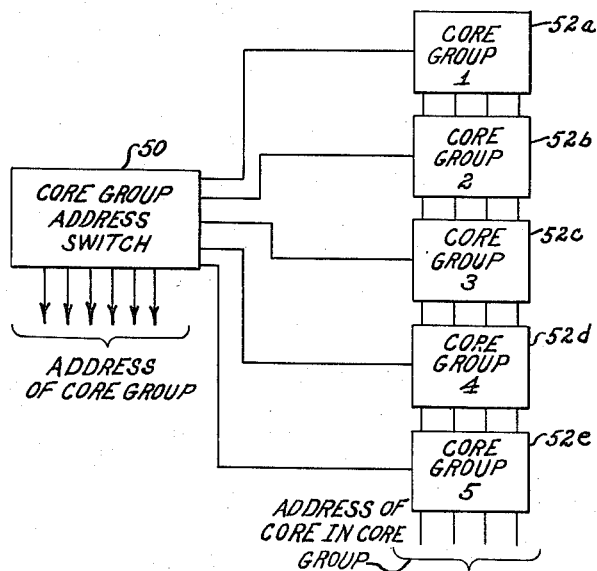 CORE
GROUP
1
52a
50
CORE GROUP
ADDRESS
SWITCH
CORE
GROUP
2
52b
CORE
GROUP
3
52c
ADDRESS
OF CORE GROUP
CORE
GROUP
4
52d
CORE
GROUP
5
52e
ADDRESS OF
CORE IN CORE
GROUP